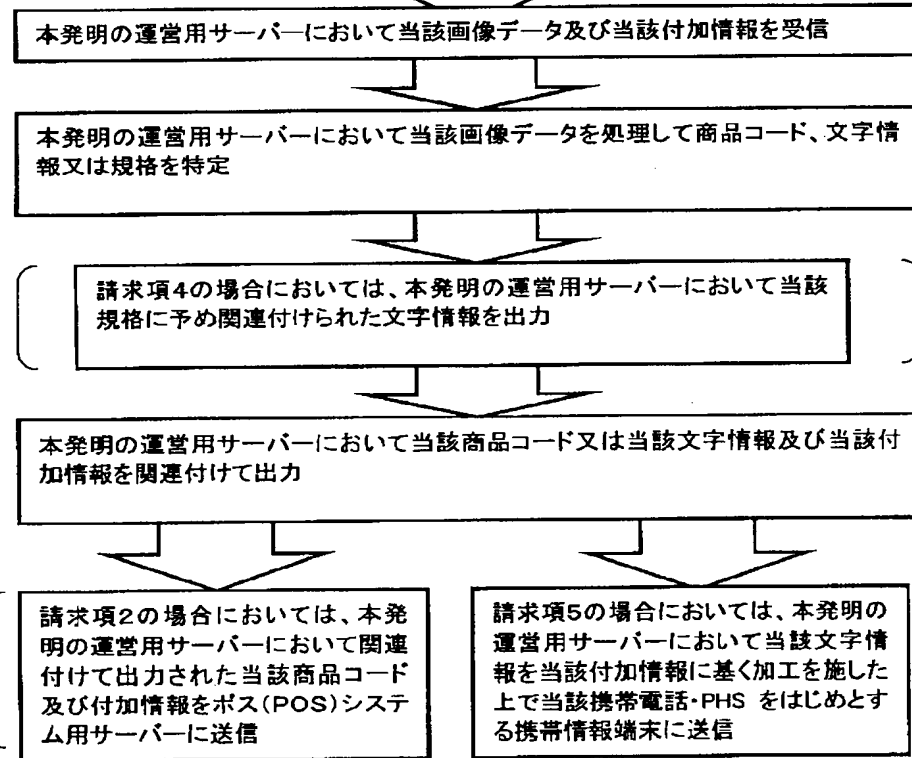 本発明の運営用サーバーにおいて当該画像データ及び当該付加情報を受信
本発明の運営用サーバーにおいて当該画像データを処理して商品コード、文字情
報又は規格を特定
請求項4の場合においては、本発明の運営用サーバーにおいて当該
規格に予め関連付けられた文字情報を出力
本発明の運営用サーバーにおいて当該商品コード又は当該文字情報及び当該付
加情報を関連付けて出力
請求項2の場合においては、本発
明の運営用サーバーにおいて関連
付けて出力された当該商品コード
及び付加情報をポス(POS)システ
ム用サーバーに送信
請求項5の場合においては、本発明の
運営用サーバーにおいて当該文字情
報を当該付加情報に基く加工を施した
上で当該携帯電話・PHS をはじめとす
る携帯情報端末に送信